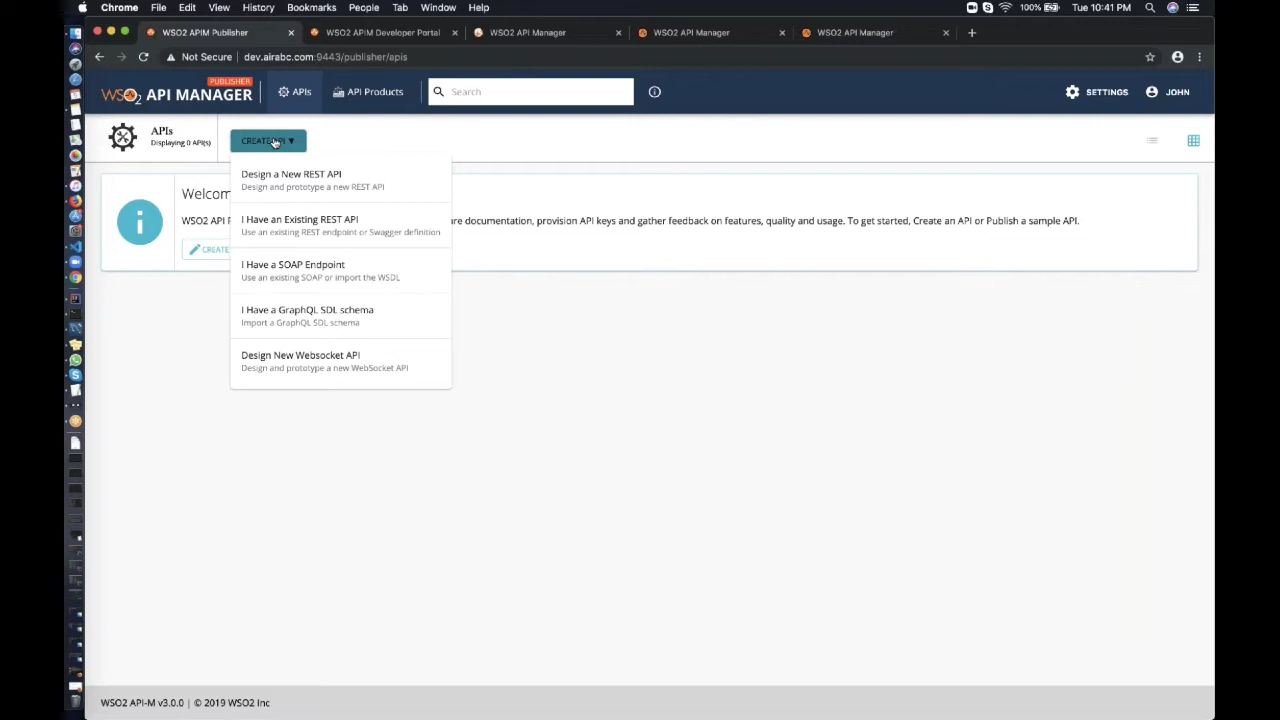 Chrome File Edit View History Bookmarks People Tab Window Help 100% Tue 10:41 PM
WSO2 APIM Publisher WSO2 APIM Developer Portal WSO2 API Manager WSO2 API Manager WSO2 API Manager
Not Secure dev.airabc.com:9443/publisher/apis
WSO2 API MANAGER PUBLISHER APIs API Products Search SETTINGS JOHN
APIs
Displaying 0 API(s)
CREATE API ▼
Design a New REST API
Design and prototype a new REST API
I Have an Existing REST API
Use an existing REST endpoint or Swagger definition
I Have a SOAP Endpoint
Use an existing SOAP or import the WSDL
I Have a GraphQL SDL schema
Import a GraphQL SDL schema
Design New Websocket API
Design and prototype a new WebSocket API
Welcom
WSO2 API P re documentation, provision API keys and gather feedback on features, quality and usage. To get started, Create an API or Publish a sample API.
CREATE
WSO2 API-M v3.0.0 | © 2019 WSO2 Inc